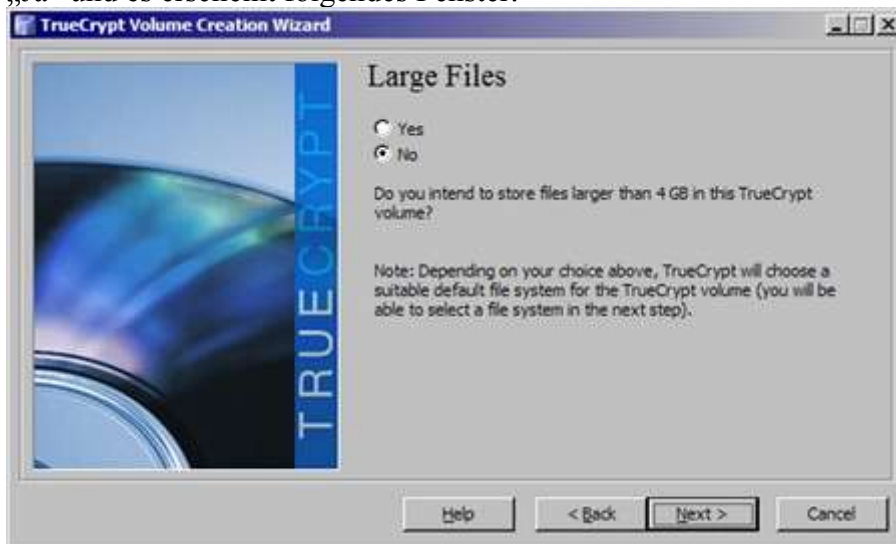 „Ja“ und es erscheint folgendes Fenster:
TrueCrypt Volume Creation Wizard
TRUECRYPT
Large Files
Yes
No
Do you intend to store files larger than 4 GB in this TrueCrypt
volume?
Note: Depending on your choice above, TrueCrypt will choose a
suitable default file system for the TrueCrypt volume (you will be
able to select a file system in the next step).
Help
< Back
Next >
Cancel